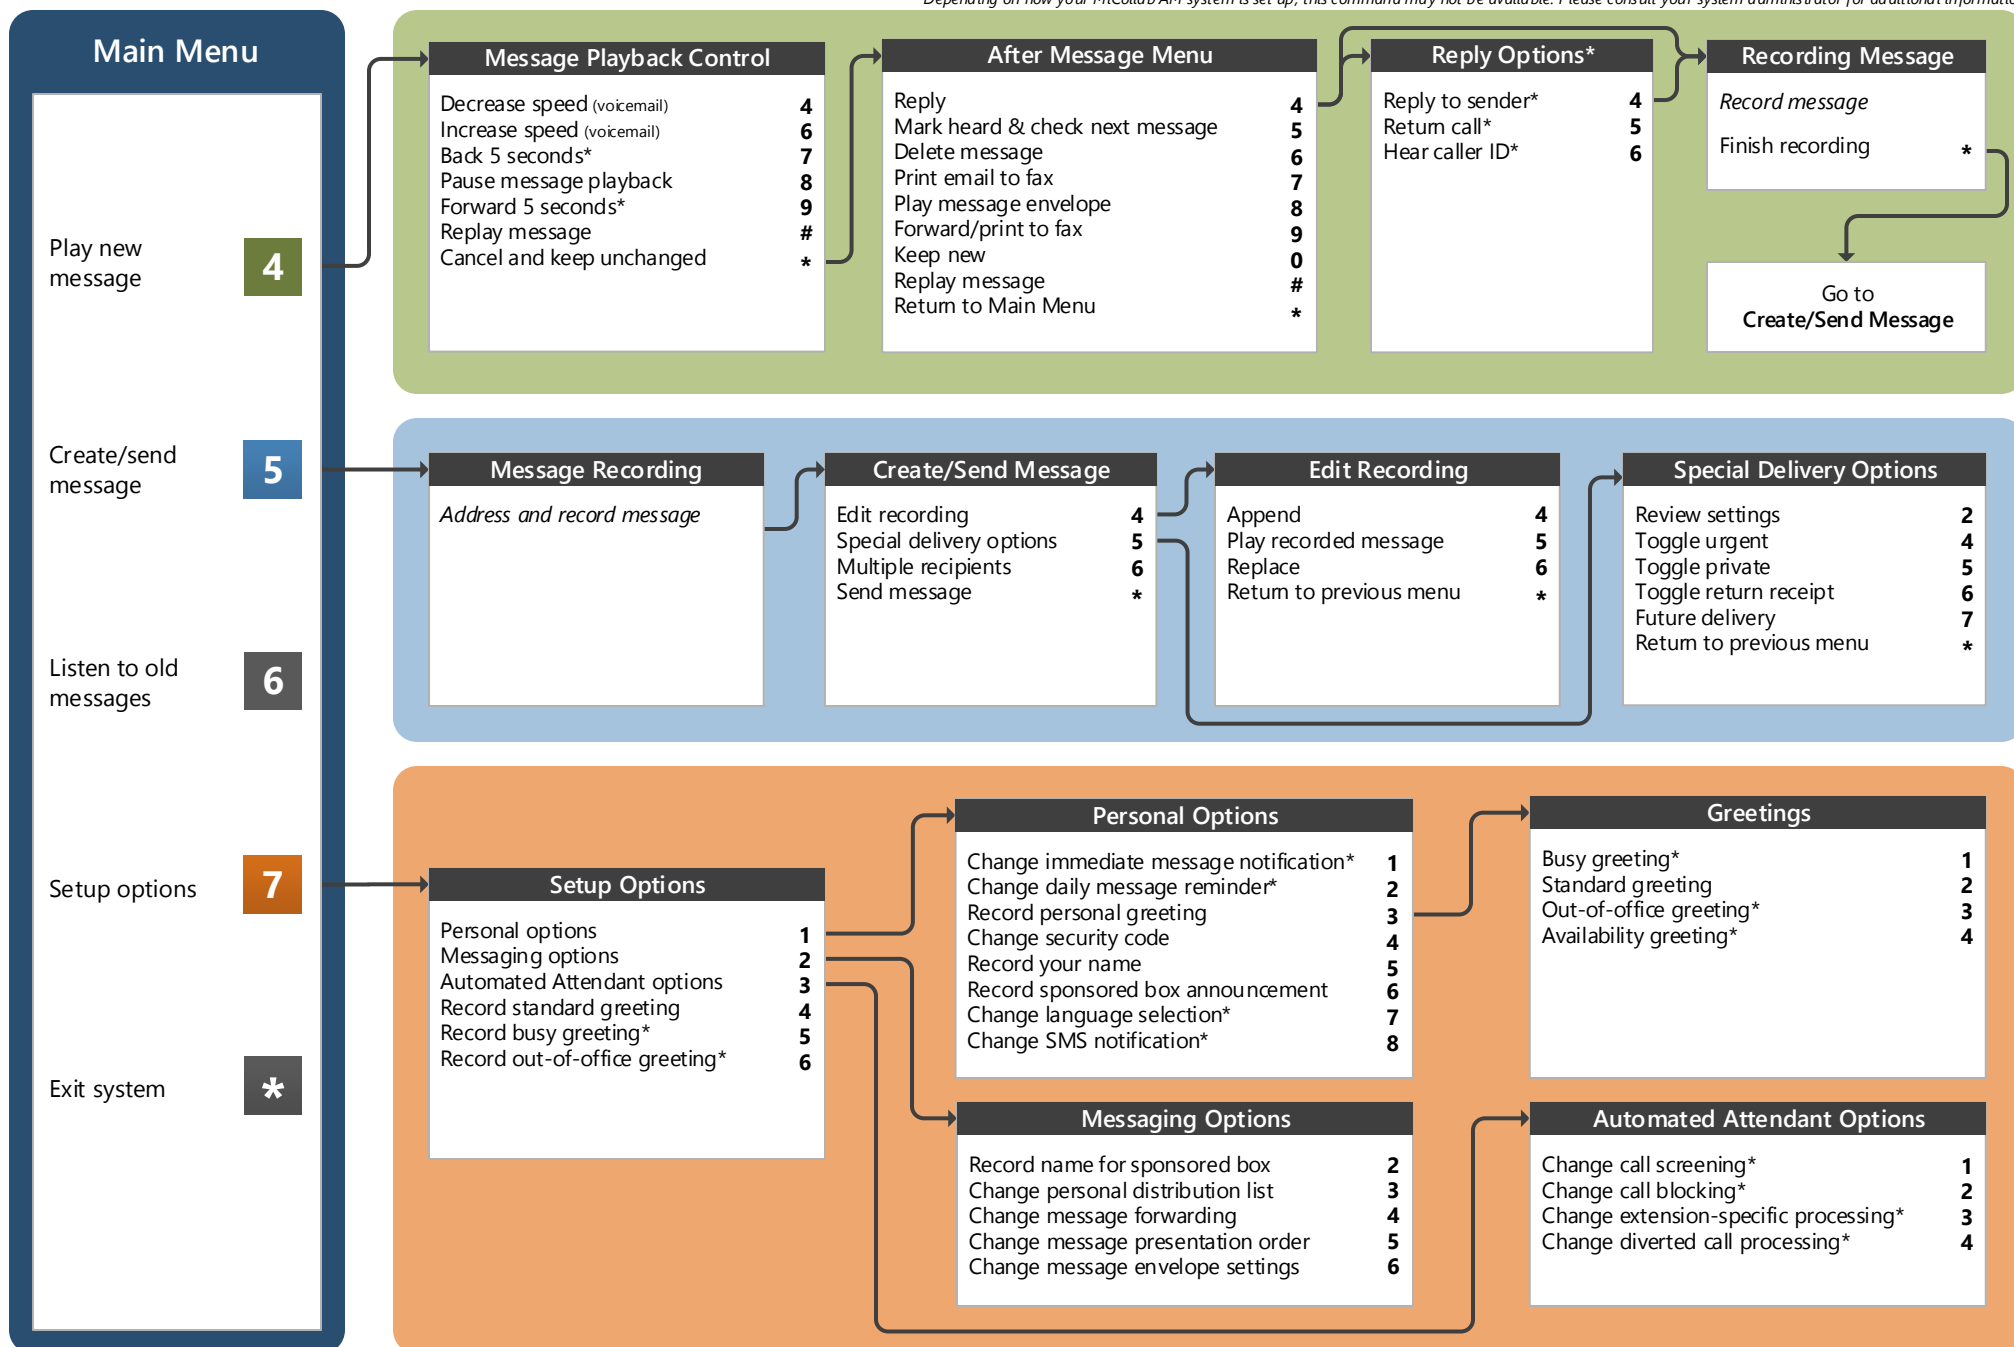 Depending on how your MiCollab AM system is set up, this command may not be available. Please consult your system administrator for additional informatio
Main Menu
Play new
message
4
Create/send
message
5
Listen to old
messages
6
Setup options
7
Exit system
*
Message Playback Control
Decrease speed (voicemail) 4
Increase speed (voicemail) 6
Back 5 seconds* 7
Pause message playback 8
Forward 5 seconds* 9
Replay message #
Cancel and keep unchanged *
After Message Menu
Reply 4
Mark heard & check next message 5
Delete message 6
Print email to fax 7
Play message envelope 8
Forward/print to fax 9
Keep new 0
Replay message #
Return to Main Menu *
Reply Options*
Reply to sender* 4
Return call* 5
Hear caller ID* 6
Recording Message
Record message
Finish recording *
Go to
Create/Send Message
Message Recording
Address and record message
Create/Send Message
Edit recording 4
Special delivery options 5
Multiple recipients 6
Send message *
Edit Recording
Append 4
Play recorded message 5
Replace 6
Return to previous menu *
Special Delivery Options
Review settings 2
Toggle urgent 4
Toggle private 5
Toggle return receipt 6
Future delivery 7
Return to previous menu *
Setup Options
Personal options 1
Messaging options 2
Automated Attendant options 3
Record standard greeting 4
Record busy greeting* 5
Record out-of-office greeting* 6
Personal Options
Change immediate message notification* 1
Change daily message reminder* 2
Record personal greeting 3
Change security code 4
Record your name 5
Record sponsored box announcement 6
Change language selection* 7
Change SMS notification* 8
Greetings
Busy greeting* 1
Standard greeting 2
Out-of-office greeting* 3
Availability greeting* 4
Messaging Options
Record name for sponsored box 2
Change personal distribution list 3
Change message forwarding 4
Change message presentation order 5
Change message envelope settings 6
Automated Attendant Options
Change call screening* 1
Change call blocking* 2
Change extension-specific processing* 3
Change diverted call processing* 4